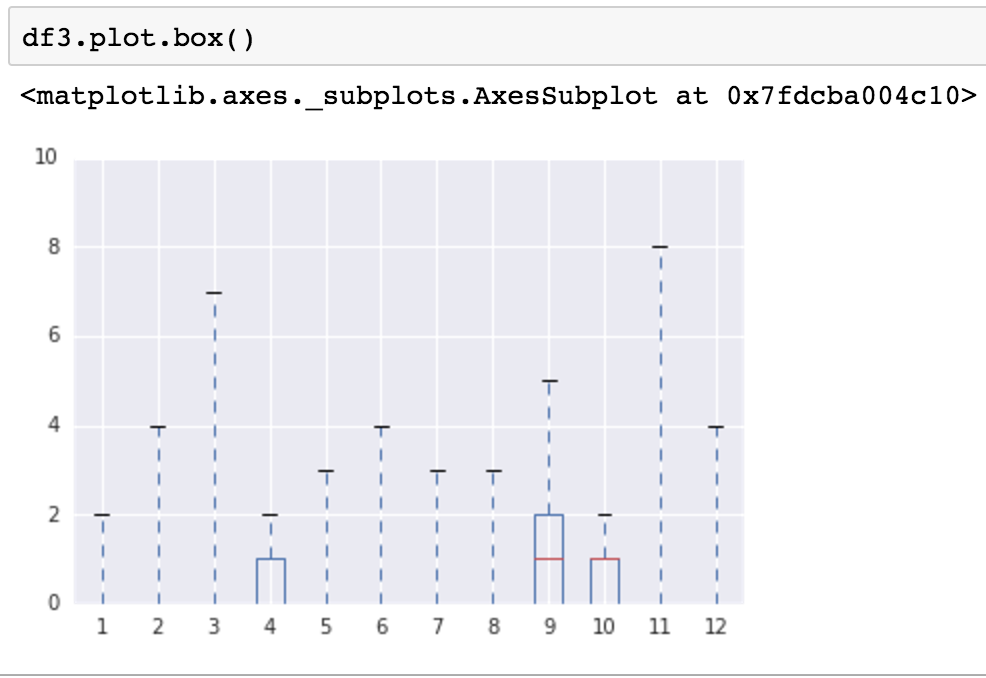 df3.plot.box()
<matplotlib.axes._subplots.AxesSubplot at 0x7fdcba004c10>
10
8
6
4
2
0
1 2 3 4 5 6 7 8 9 10 11 12